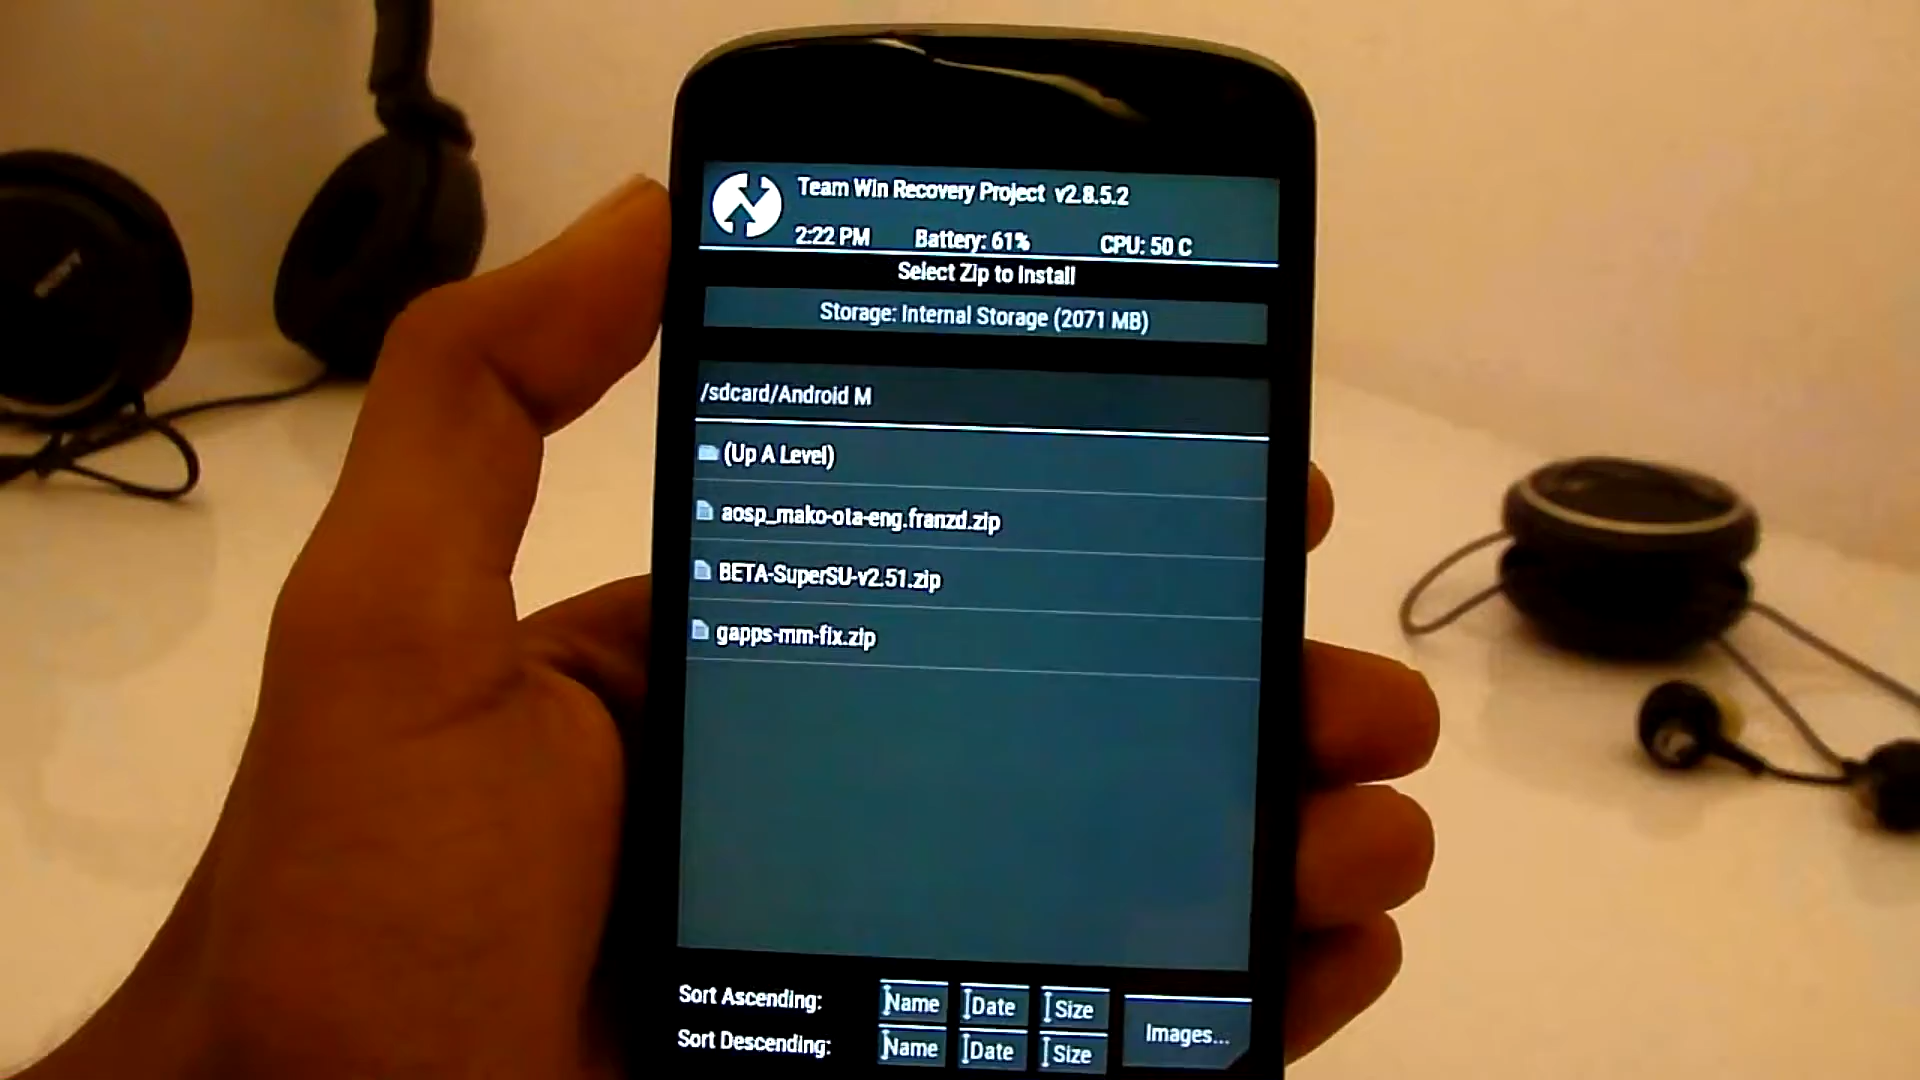 SONY
Team Win Recovery Project v2.8.5.2
2:22 PM Battery: 61% CPU: 50 C
Select Zip to Install
Storage: Internal Storage (2071 MB)
/sdcard/Android M
(Up A Level)
aosp_mako-ota-eng.franzd.zip
BETA-SuperSU-v2.51.zip
gapps-mm-fix.zip
Sort Ascending: Name Date Size
Images...
Sort Descending: Name Date Size